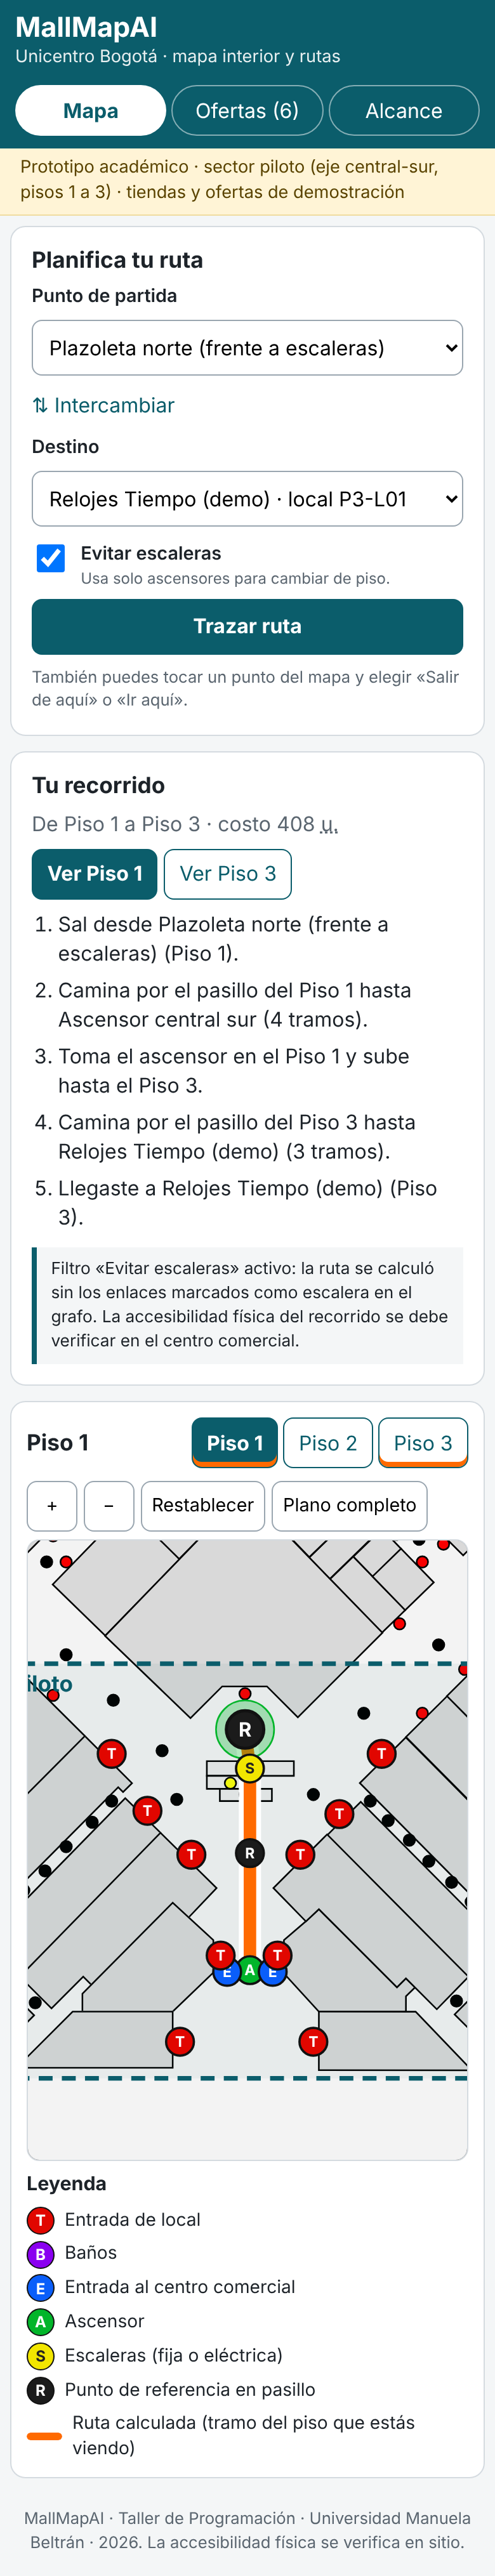 MallMapAI
Unicentro Bogotá · mapa interior y rutas
Mapa
Ofertas (6)
Alcance
Prototipo académico · sector piloto (eje central-sur,
pisos 1 a 3) · tiendas y ofertas de demostración
Planifica tu ruta
Punto de partida
Plazoleta norte (frente a escaleras)
⇅ Intercambiar
Destino
Relojes Tiempo (demo) · local P3-L01
Evitar escaleras
Usa solo ascensores para cambiar de piso.
Trazar ruta
También puedes tocar un punto del mapa y elegir «Salir
de aquí» o «Ir aquí».
Tu recorrido
De Piso 1 a Piso 3 · costo 408 u.
Ver Piso 1
Ver Piso 3
1. Sal desde Plazoleta norte (frente a
escaleras) (Piso 1).
2. Camina por el pasillo del Piso 1 hasta
Ascensor central sur (4 tramos).
3. Toma el ascensor en el Piso 1 y sube
hasta el Piso 3.
4. Camina por el pasillo del Piso 3 hasta
Relojes Tiempo (demo) (3 tramos).
5. Llegaste a Relojes Tiempo (demo) (Piso
3).
Filtro «Evitar escaleras» activo: la ruta se calculó
sin los enlaces marcados como escalera en el
grafo. La accesibilidad física del recorrido se debe
verificar en el centro comercial.
Piso 1
Piso 1
Piso 2
Piso 3
+
−
Restablecer
Plano completo
iloto
R
S
T
T
T
T
R
T
T
T
T
E
A
E
T
T
Leyenda
T Entrada de local
B Baños
E Entrada al centro comercial
A Ascensor
S Escaleras (fija o eléctrica)
R Punto de referencia en pasillo
Ruta calculada (tramo del piso que estás
viendo)
MallMapAI · Taller de Programación · Universidad Manuela
Beltrán · 2026. La accesibilidad física se verifica en sitio.